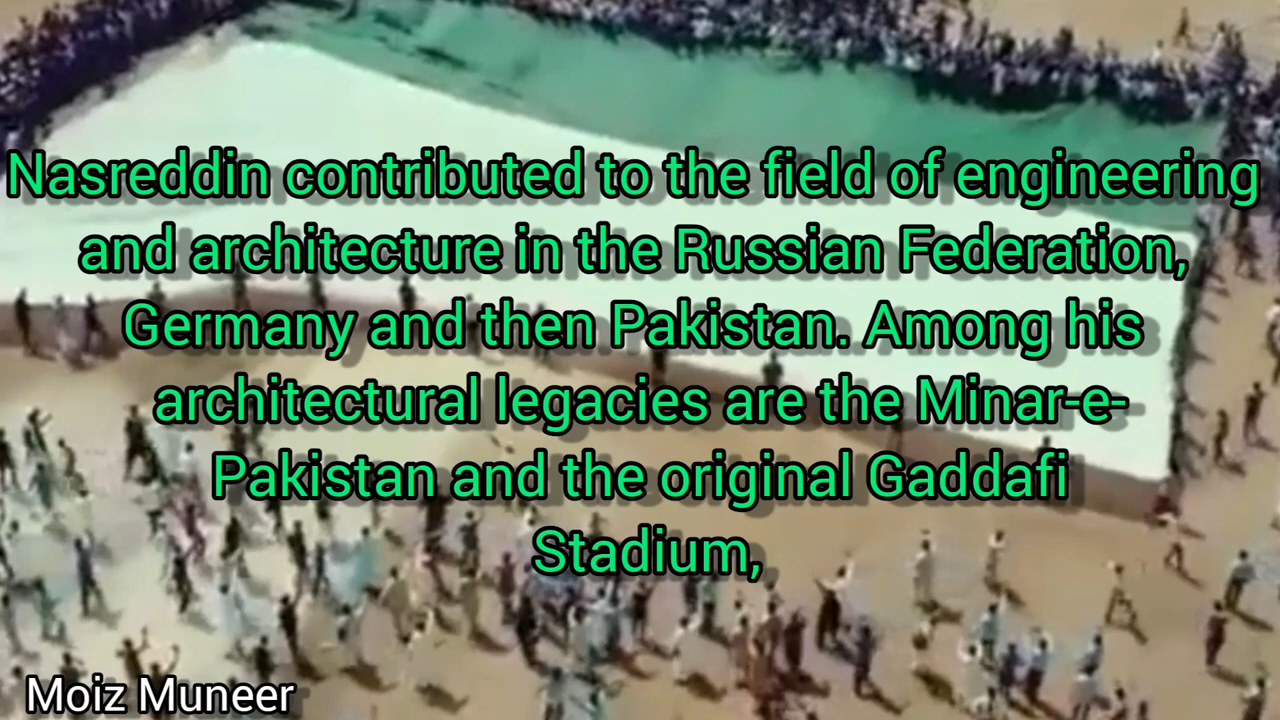 Nasreddin contributed to the field of engineering
and architecture in the Russian Federation,
Germany and then Pakistan. Among his
architectural legacies are the Minar-e-
Pakistan and the original Gaddafi
Stadium,
Moiz Muneer